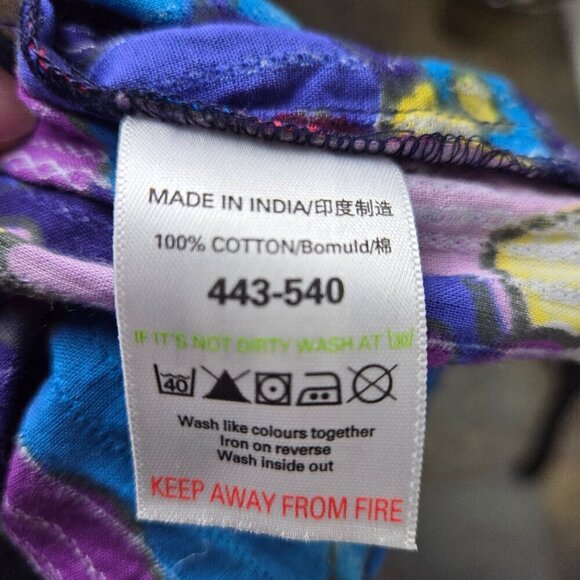 MADE IN INDIA/印度制造
100% COTTON/Bomuld/棉
443-540
IF IT'S NOT DIRTY WASH AT
40
Wash like colours together
Iron on reverse
Wash inside out
KEEP AWAY FROM FIRE